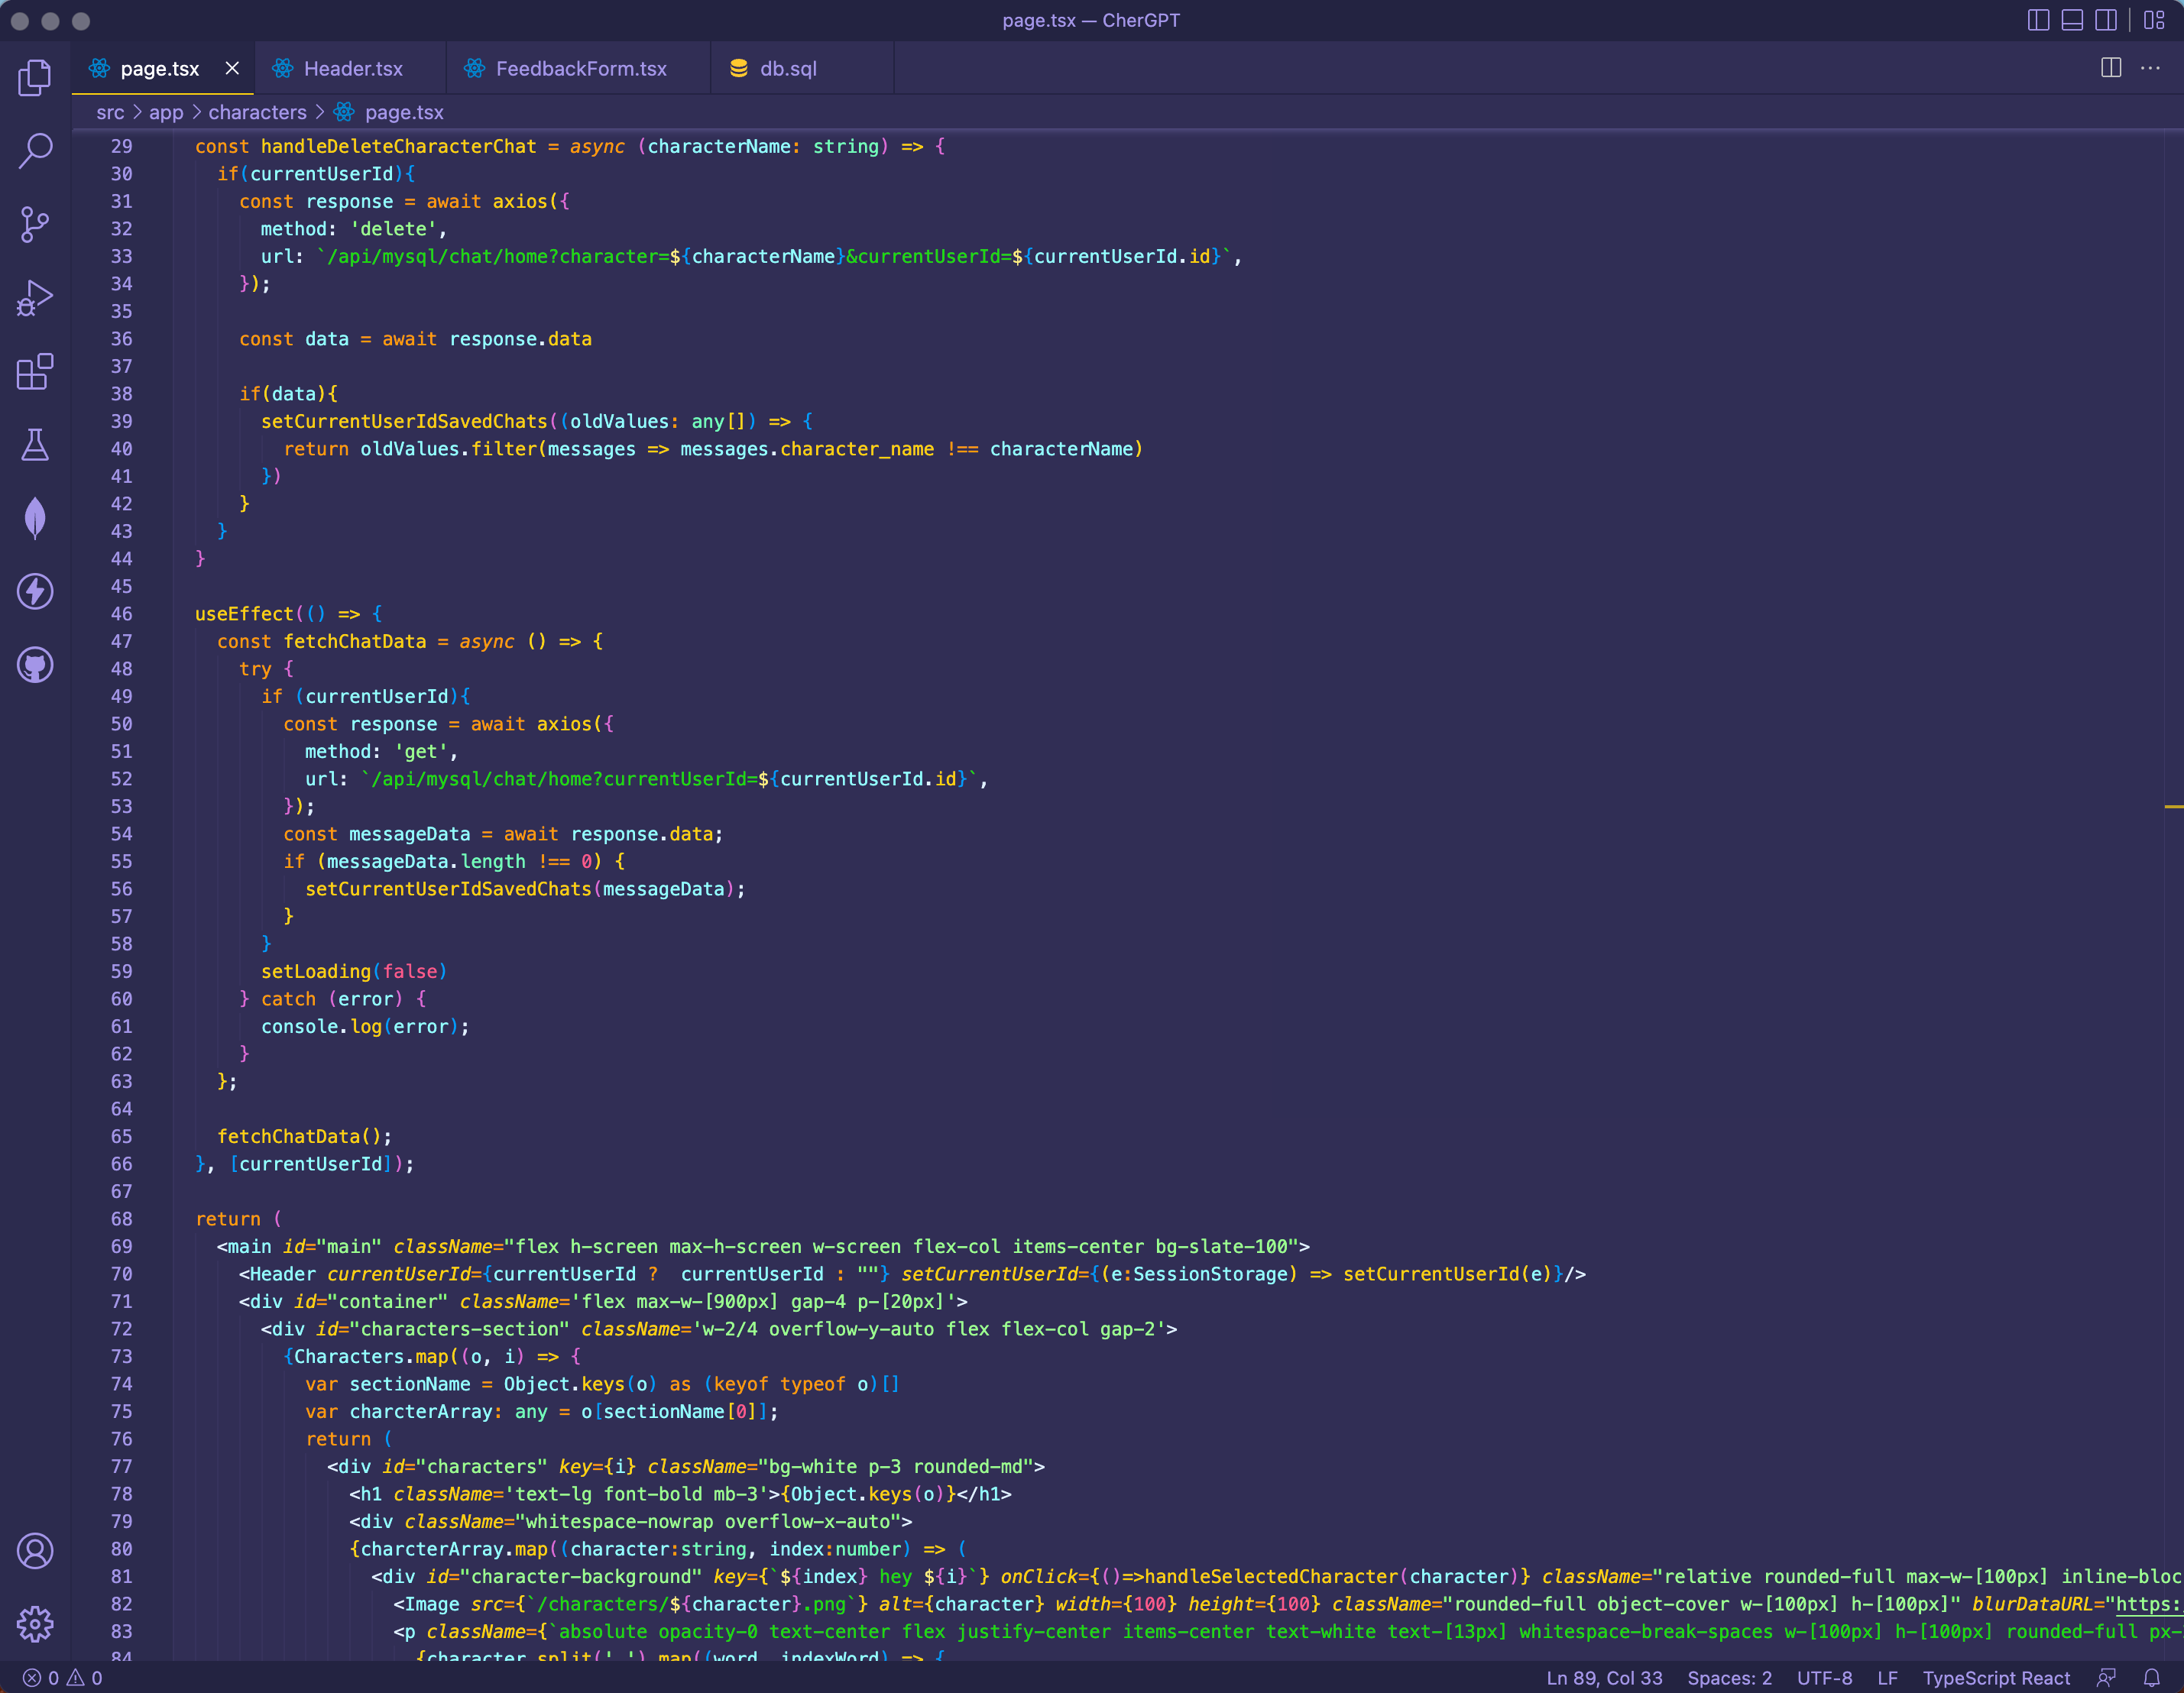 page.tsx — CherGPT
page.tsx
Header.tsx
FeedbackForm.tsx
db.sql
src > app > characters > page.tsx
29 const handleDeleteCharacterChat = async (characterName: string) => {
30 if(currentUserId){
31 const response = await axios({
32 method: 'delete',
33 url: `/api/mysql/chat/home?character=${characterName}&currentUserId=${currentUserId.id}`,
34 });
35
36 const data = await response.data
37
38 if(data){
39 setCurrentUserIdSavedChats((oldValues: any[]) => {
40 return oldValues.filter(messages => messages.character_name !== characterName)
41 })
42 }
43 }
44 }
45
46 useEffect(() => {
47 const fetchChatData = async () => {
48 try {
49 if (currentUserId){
50 const response = await axios({
51 method: 'get',
52 url: `/api/mysql/chat/home?currentUserId=${currentUserId.id}`,
53 });
54 const messageData = await response.data;
55 if (messageData.length !== 0) {
56 setCurrentUserIdSavedChats(messageData);
57 }
58 }
59 setLoading(false)
60 } catch (error) {
61 console.log(error);
62 }
63 };
64
65 fetchChatData();
66 }, [currentUserId]);
67
68 return (
69 <main id="main" className="flex h-screen max-h-screen w-screen flex-col items-center bg-slate-100">
70 <Header currentUserId={currentUserId ?  currentUserId : ""} setCurrentUserId={(e:SessionStorage) => setCurrentUserId(e)}/>
71 <div id="container" className='flex max-w-[900px] gap-4 p-[20px]'>
72 <div id="characters-section" className='w-2/4 overflow-y-auto flex flex-col gap-2'>
73 {Characters.map((o, i) => {
74 var sectionName = Object.keys(o) as (keyof typeof o)[]
75 var charcterArray: any = o[sectionName[0]];
76 return (
77 <div id="characters" key={i} className="bg-white p-3 rounded-md">
78 <h1 className='text-lg font-bold mb-3'>{Object.keys(o)}</h1>
79 <div className="whitespace-nowrap overflow-x-auto">
80 {charcterArray.map((character:string, index:number) => (
81 <div id="character-background" key={`${index} hey ${i}`} onClick={()=>handleSelectedCharacter(character)} className="relative rounded-full max-w-[100px] inline-bloc
82 <Image src={`/characters/${character}.png`} alt={character} width={100} height={100} className="rounded-full object-cover w-[100px] h-[100px]" blurDataURL="https:
83 <p className={`absolute opacity-0 text-center flex justify-center items-center text-white text-[13px] whitespace-break-spaces w-[100px] h-[100px] rounded-full px-
84 {character.split(' ').map((word, indexWord) => {
0 0
Ln 89, Col 33
Spaces: 2
UTF-8
LF
TypeScript React